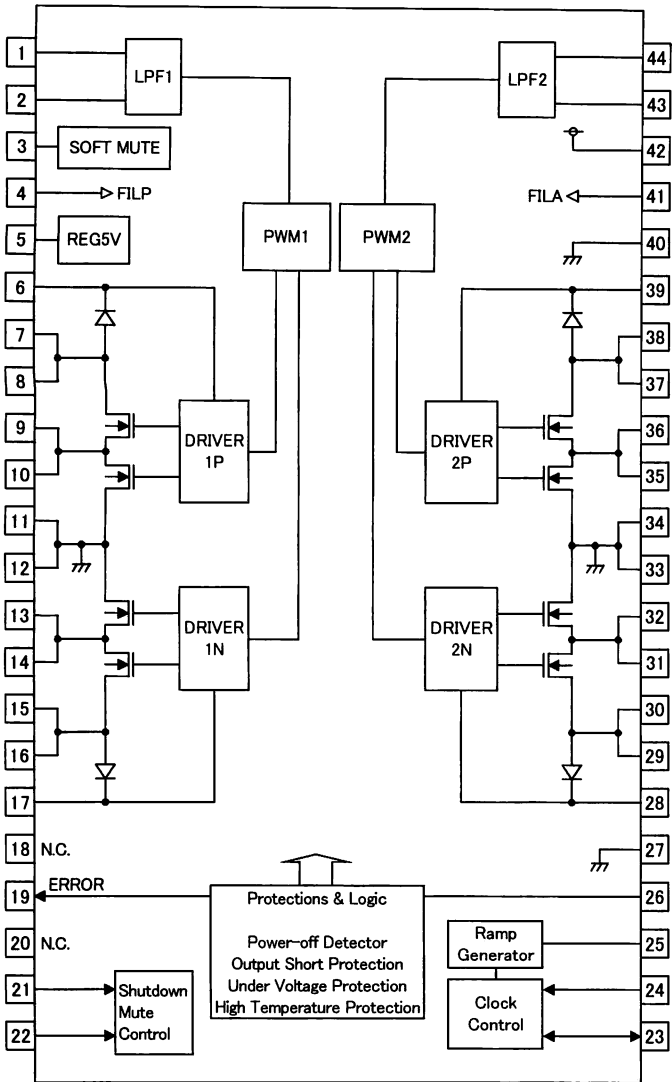 1
LPF1
2
3 SOFT MUTE
4 FILP
5 REG5V
PWM1
6
7
8
9
10
DRIVER
1P
11
12
13
14
DRIVER
1N
15
16
17
18 N.C.
19 ERROR
20 N.C.
21
22
Shutdown
Mute
Control
Protections & Logic
Power-off Detector
Output Short Protection
Under Voltage Protection
High Temperature Protection
LPF2
44
43
42
FILA 41
40
PWM2
39
38
37
36
35
DRIVER
2P
34
33
32
31
DRIVER
2N
30
29
28
27
26
Ramp
Generator
25
24
Clock
Control
23